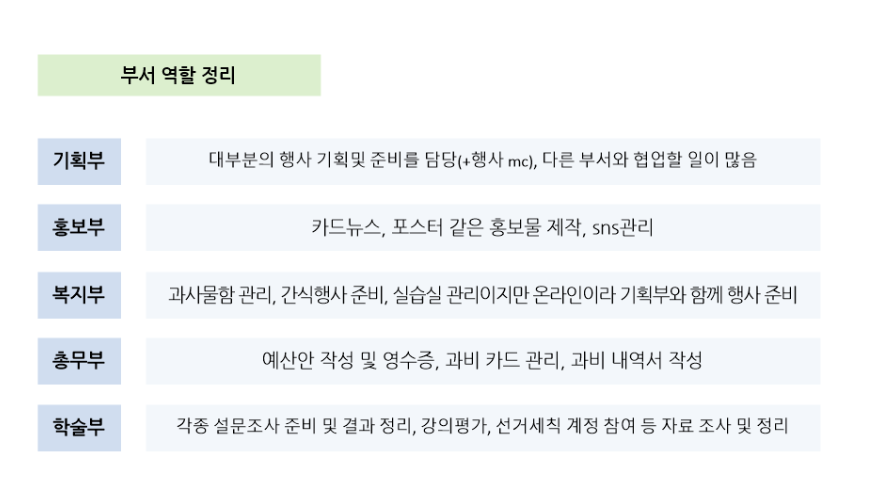 부서 역할 정리
기획부
대부분의 행사 기획및 준비를 담당(+행사 mc), 다른 부서와 협업할 일이 많음
홍보부
카드뉴스, 포스터 같은 홍보물 제작, sns관리
복지부
과사물함 관리, 간식행사 준비, 실습실 관리이지만 온라인이라 기획부와 함께 행사 준비
총무부
예산안 작성 및 영수증, 과비 카드 관리, 과비 내역서 작성
학술부
각종 설문조사 준비 및 결과 정리, 강의평가, 선거세칙 계정 참여 등 자료 조사 및 정리